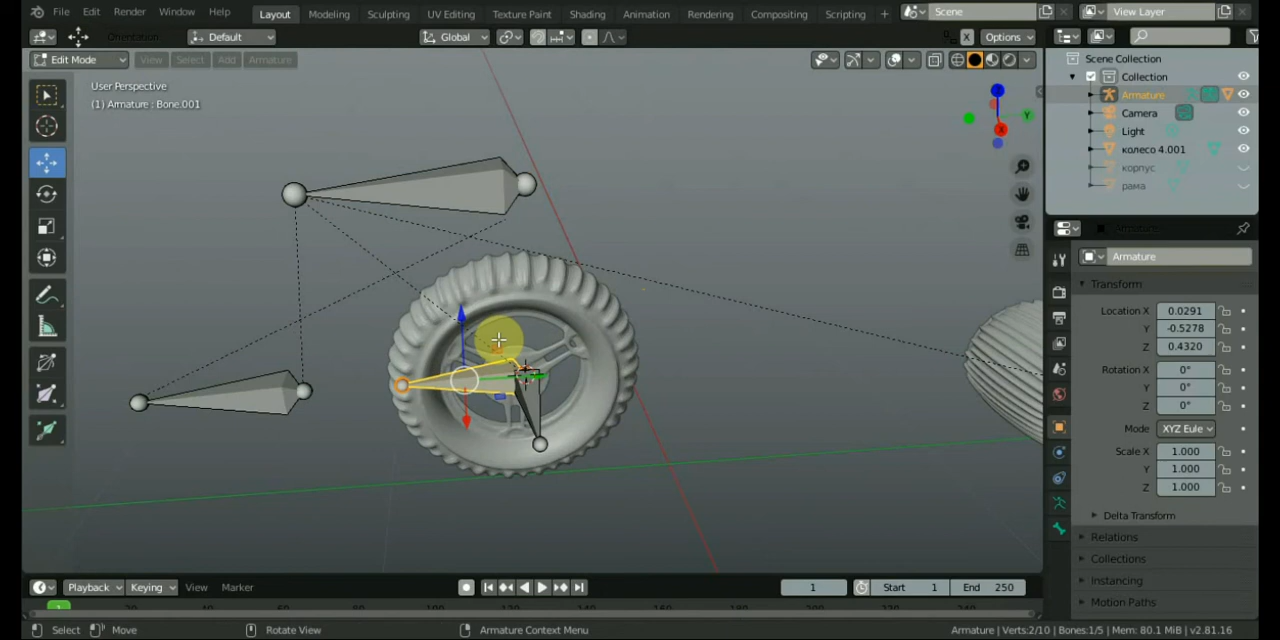 File Edit Render Window Help Layout Modeling Sculpting UV Editing Texture Paint Shading Animation Rendering Compositing Scripting + Scene View Layer
Orientation Default Global X Options
Edit Mode View Select Add Armature
User Perspective
(1) Armature : Bone.001
Scene Collection
Collection
Armature
Camera
Light
колесо 4.001
корпус
рама
Armature
Armature
Transform
Location X 0.0291
Y -0.5278
Z 0.4320
Rotation X 0°
Y 0°
Z 0°
Mode XYZ Eule
Scale X 1.000
Y 1.000
Z 1.000
Delta Transform
Relations
Collections
Instancing
Motion Paths
Playback Keying View Marker 1 Start 1 End 250
1
Select Move Rotate View Armature Context Menu Armature | Verts:2/10 | Bones:1/5 | Mem: 80.1 MiB | v2.81.16